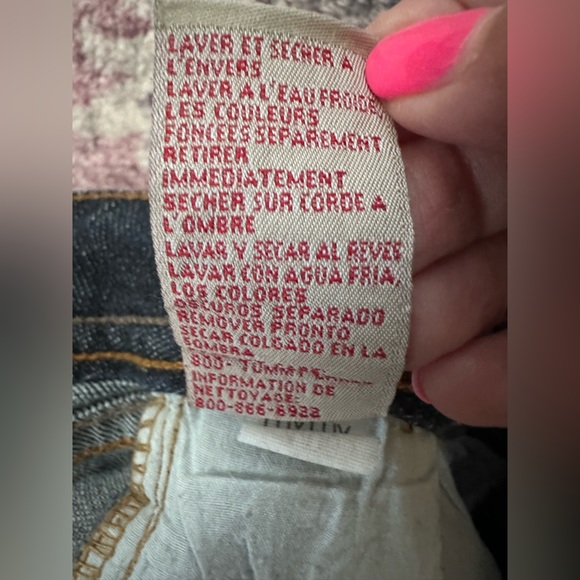 LAVER ET SECHER A
L'ENVERS
LAVER A L'EAU FROIDE
LES COULEURS
FONCEES SEPAREMENT
RETIRER
IMMEDIATEMENT
SECHER SUR CORDE A
L'OMBRE
LAVAR Y SECAR AL REVES
LAVAR CON AGUA FRIA,
LOS COLORES
OSCUROS SEPARADO
REMOVER PRONTO
SECAR COLGADO EN LA
SOMBRA
800-
INFORMATION DE
NETTOYAGE:
800-866-6922